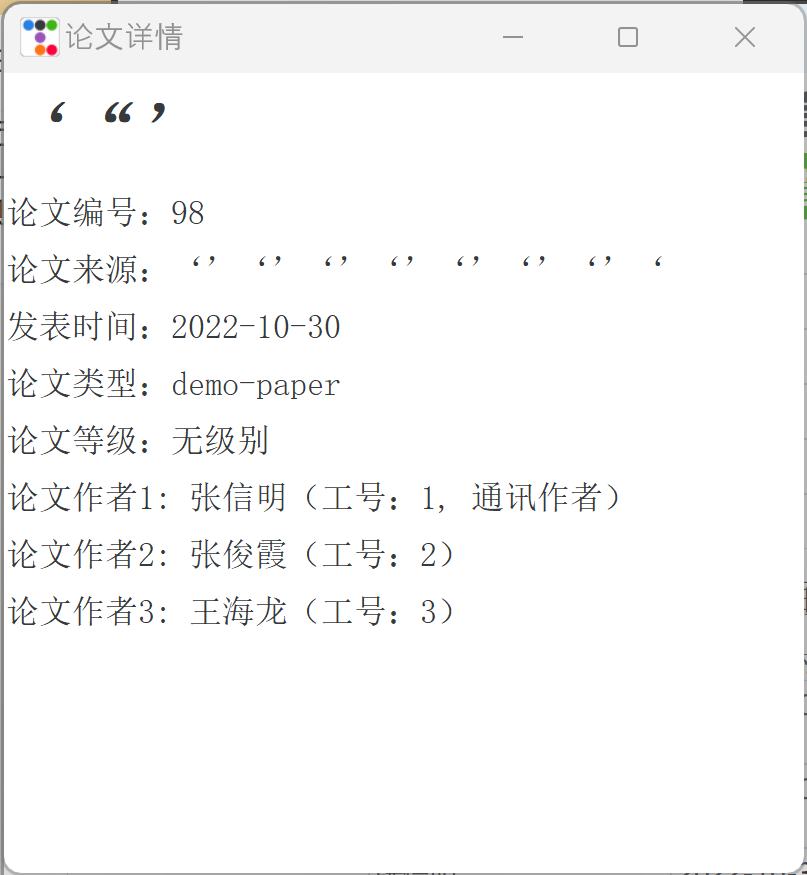 论文详情
‘ “ ’
论文编号：98
论文来源： ‘’ ‘’ ‘’ ‘’ ‘’ ‘’ ‘’ ‘
发表时间：2022-10-30
论文类型：demo-paper
论文等级：无级别
论文作者1: 张信明（工号：1, 通讯作者）
论文作者2: 张俊霞（工号：2）
论文作者3: 王海龙（工号：3）